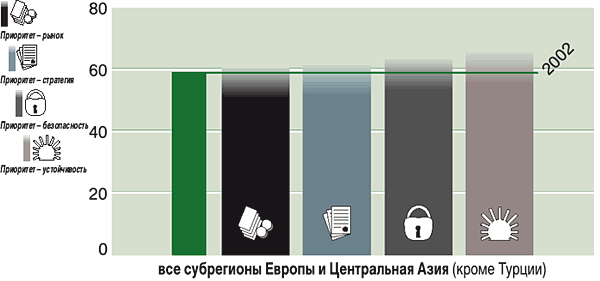 80
60
40
20
0
Приоритет – рынок
Приоритет – стратегия
Приоритет – безопасность
Приоритет – устойчивость
2002
все субрегионы Европы и Центральная Азия (кроме Турции)